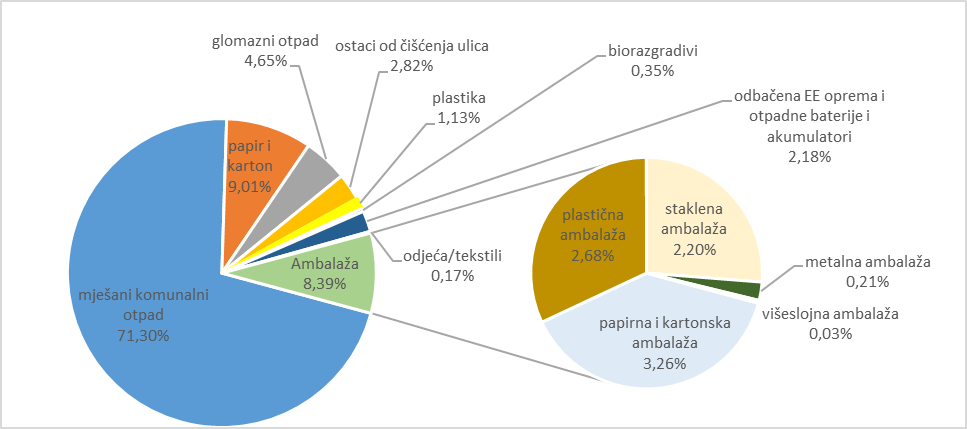 glomazni otpad
4,65%
ostaci od čišćenja ulica
2,82%
plastika
1,13%
biorazgradivi
0,35%
odbačena EE oprema i
otpadne baterije i
akumulatori
2,18%
papir i
karton
9,01%
odjeća/tekstili
0,17%
Ambalaža
8,39%
mješani komunalni
otpad
71,30%
plastična
ambalaža
2,68%
staklena
ambalaža
2,20%
metalna ambalaža
0,21%
višeslojna ambalaža
0,03%
papirna i kartonska
ambalaža
3,26%